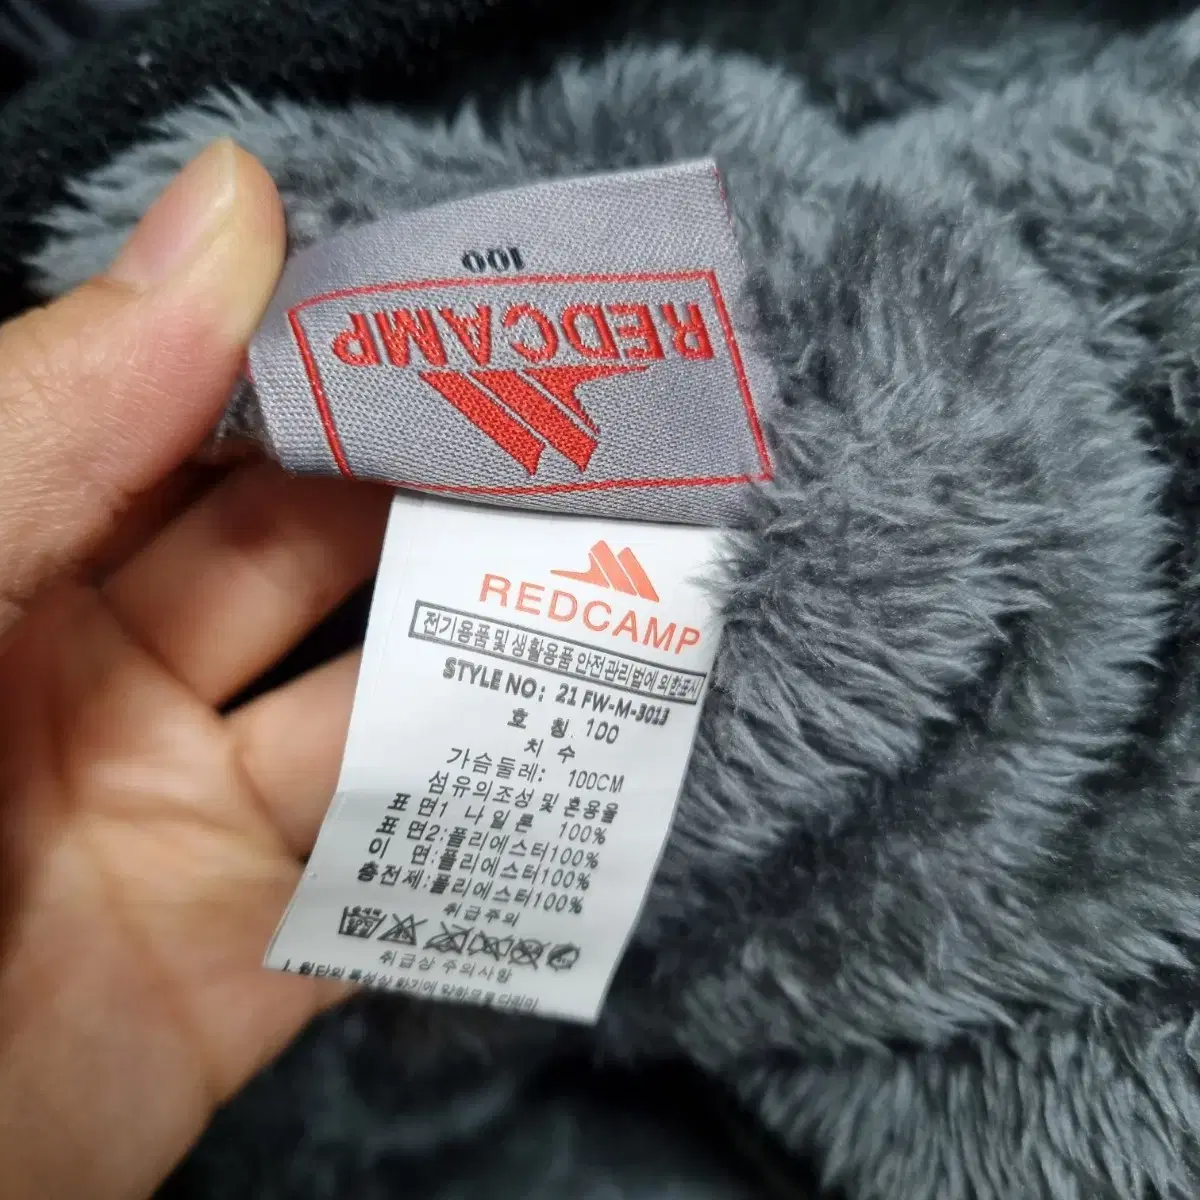 100
REDCAMP
REDCAMP
전기용품 및 생활용품 안전관리법에 의한표시
STYLE NO: 21 FW-M-3013
호 칭 100
치 수
가슴둘레: 100CM
섬유의조성 및 혼용율
표 면1 나일론 100%
표 면2:폴리에스터100%
이 면:폴리에스터100%
충전제:폴리에스터100%
취급주의
취급상 주의사항